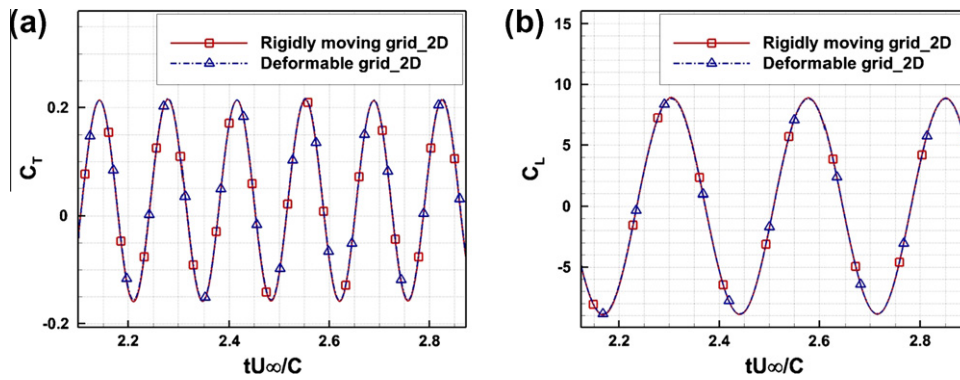 (a)
Rigidly moving grid_2D
Deformable grid_2D
0.2
0
-0.2
C_T
2.2 2.4 2.6 2.8
tU∞/C
(b)
Rigidly moving grid_2D
Deformable grid_2D
15
10
5
0
-5
C_L
2.2 2.4 2.6 2.8
tU∞/C